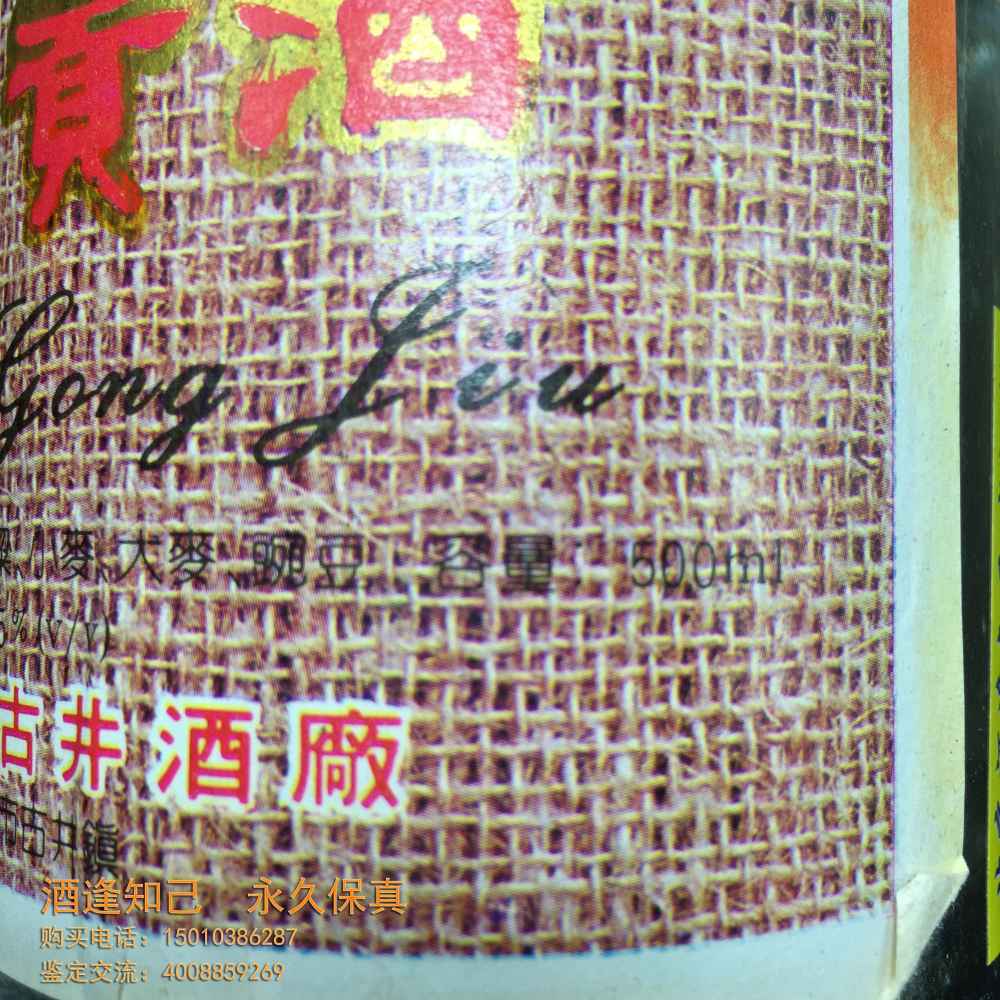 貢酒
Gong Jiu
小麥、大麥、豌豆 容量：500ml
5%(v/v)
古井酒廠
古井鎮
酒逢知己 永久保真
购买电话：15010386287
鉴定交流：4008859269